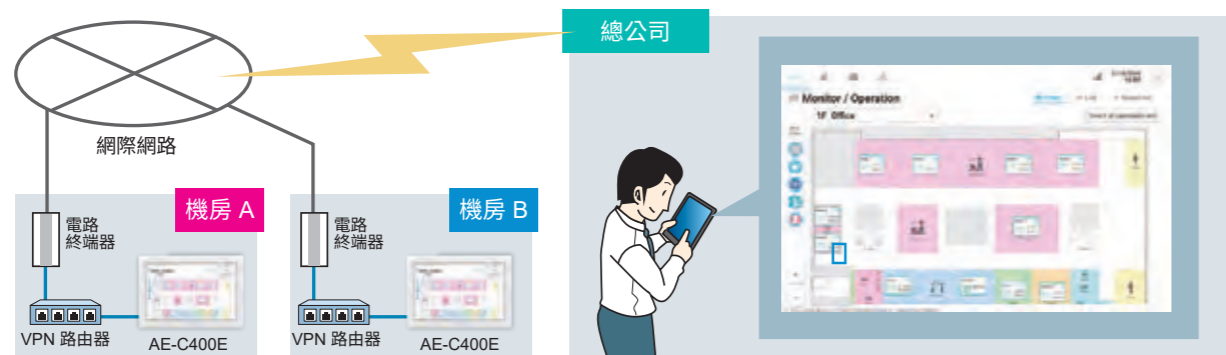 總公司
網際網路
機房 A
電路
終端器
VPN 路由器
AE-C400E
機房 B
電路
終端器
VPN 路由器
AE-C400E
Monitor / Operation
1F Office